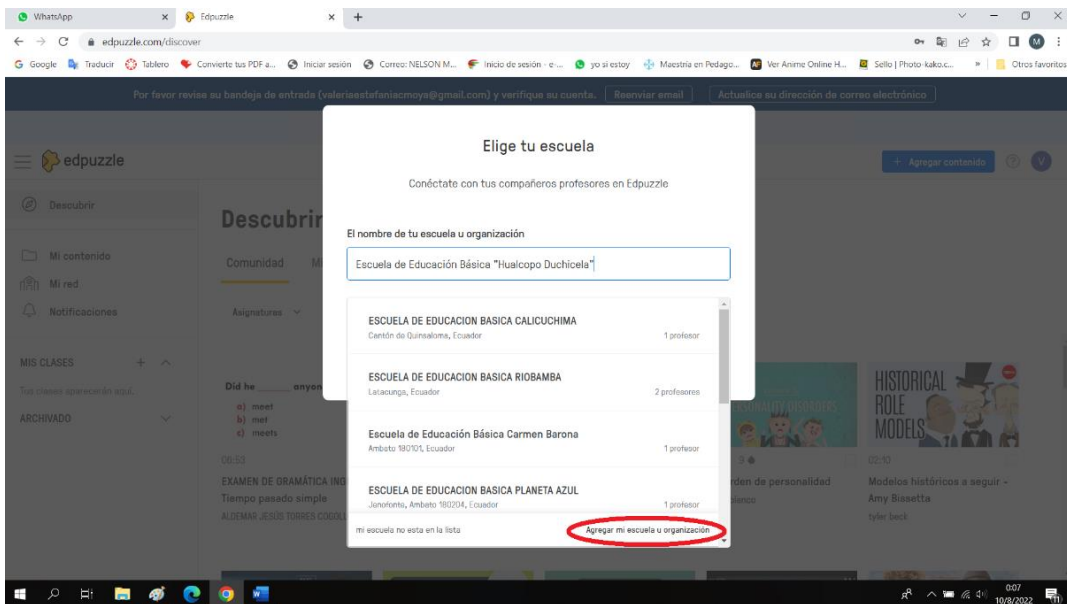 WhatsApp
Edpuzzle
edpuzzle.com/discover
M
Google
Traducir
Tablero
Convierte tus PDF a...
Iniciar sesión
Correo: NELSON M...
Inicio de sesión - e-...
yo si estoy
Maestría en Pedago...
Ver Anime Online H...
Sello | Photo-kako.c...
»
Otros favoritos
Por favor revise su bandeja de entrada (valeriaestafaniacmoya@gmail.com) y verifique su cuenta.
Reenviar email
Actualice su dirección de correo electrónico
edpuzzle
+ Agregar contenido
V
Descubrir
Mi contenido
Mi red
Notificaciones
MIS CLASES
Tus clases aparecerán aquí.
ARCHIVADO
Descubrir
Comunidad
Mi
Asignaturas
Elige tu escuela
Conéctate con tus compañeros profesores en Edpuzzle
El nombre de tu escuela u organización
Escuela de Educación Básica "Hualcopo Duchicela"
ESCUELA DE EDUCACION BASICA CALICUCHIMA
Cantón de Quinsaloma, Ecuador
1 profesor
ESCUELA DE EDUCACION BASICA RIOBAMBA
Latacunga, Ecuador
2 profesores
Escuela de Educación Básica Carmen Barona
Ambato 180101, Ecuador
1 profesor
ESCUELA DE EDUCACION BASICA PLANETA AZUL
Jenofonte, Ambato 180204, Ecuador
1 profesor
mi escuela no esta en la lista
Agregar mi escuela u organización
Did he anyon
a) meet
b) met
c) meets
06:53
EXAMEN DE GRAMÁTICA ING
Tiempo pasado simple
ALDEMAR JESÚS TORRES
PERSONALITY DISORDERS
rden de personalidad
blanco
HISTORICAL
ROLE
MODELS
02:10
Modelos históricos a seguir -
Amy Bissetta
tyler beck
0:07
10/8/2022